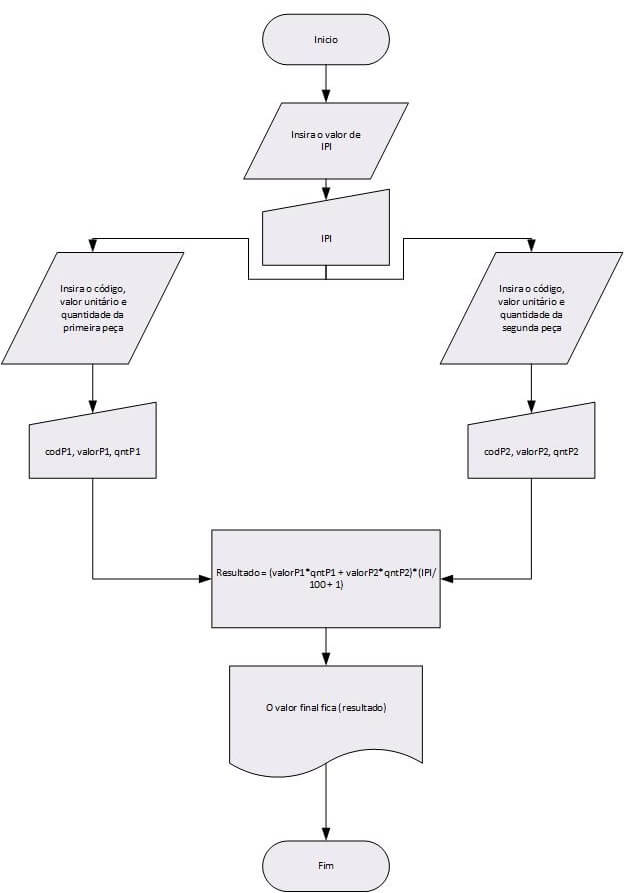 Inicio
Insira o valor de
IPI
IPI
Insira o código,
valor unitário e
quantidade da
primeira peça
Insira o código,
valor unitário e
quantidade da
segunda peça
codP1, valorP1, qntP1
codP2, valorP2, qntP2
Resultado = (valorP1*qntP1 + valorP2*qntP2)*(IPI/
100 + 1)
O valor final fica (resultado)
Fim